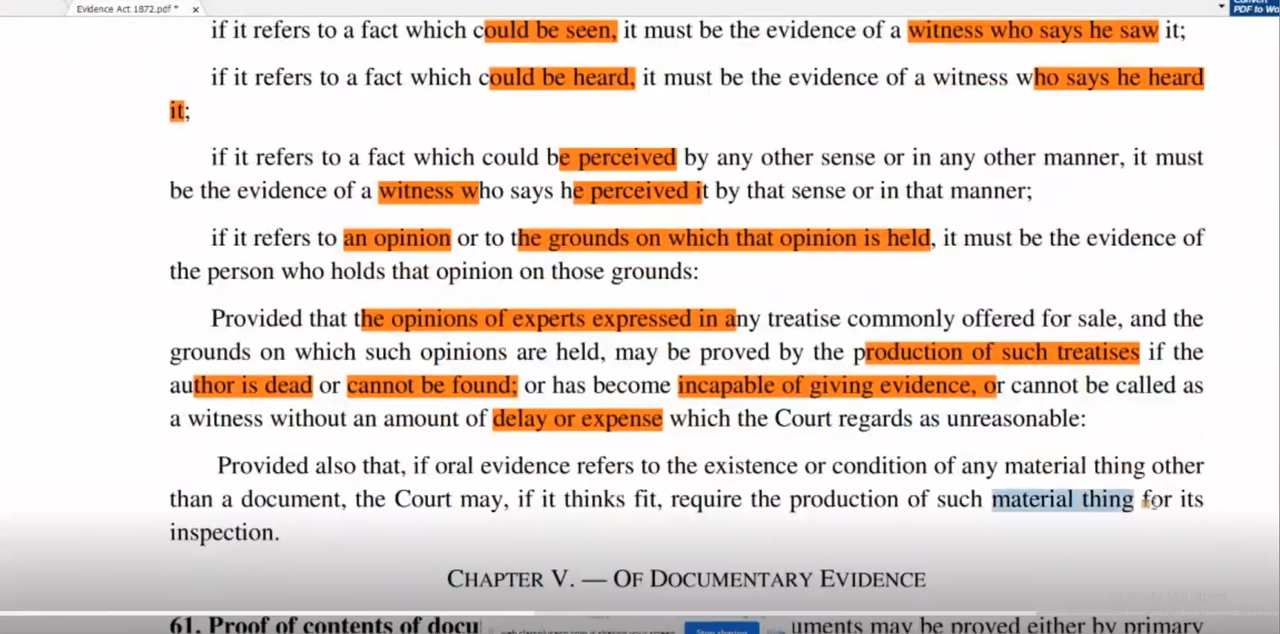 Evidence Act 1872.pdf * ×
PDF to Wo
if it refers to a fact which could be seen, it must be the evidence of a witness who says he saw it;
if it refers to a fact which could be heard, it must be the evidence of a witness who says he heard
it;
if it refers to a fact which could be perceived by any other sense or in any other manner, it must
be the evidence of a witness who says he perceived it by that sense or in that manner;
if it refers to an opinion or to the grounds on which that opinion is held, it must be the evidence of
the person who holds that opinion on those grounds:
Provided that the opinions of experts expressed in any treatise commonly offered for sale, and the
grounds on which such opinions are held, may be proved by the production of such treatises if the
author is dead or cannot be found; or has become incapable of giving evidence, or cannot be called as
a witness without an amount of delay or expense which the Court regards as unreasonable:
Provided also that, if oral evidence refers to the existence or condition of any material thing other
than a document, the Court may, if it thinks fit, require the production of such material thing for its
inspection.
CHAPTER V. — OF DOCUMENTARY EVIDENCE
61. Proof of contents of docu uments may be proved either by primary